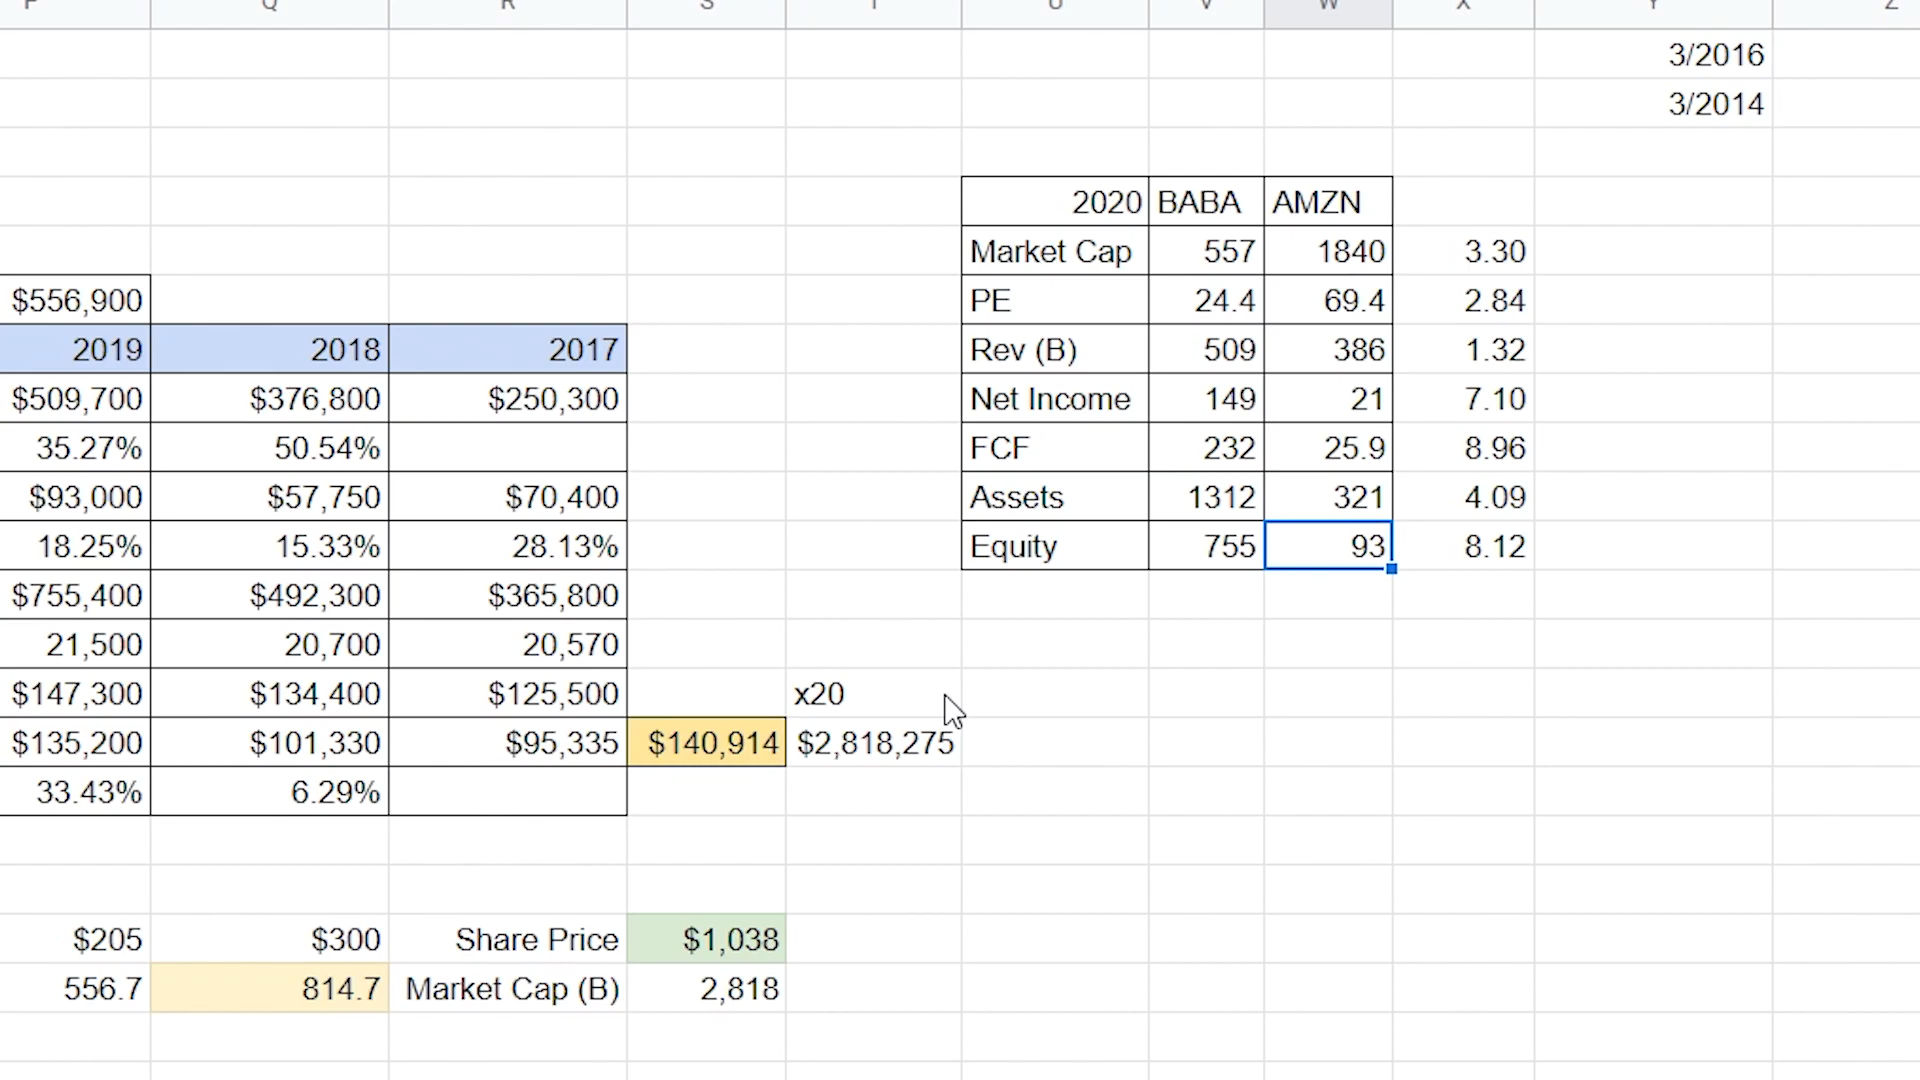 Q R S T U V W X Y Z
3/2016
3/2014
2020 BABA AMZN
Market Cap 557 1840 3.30
$556,900 PE 24.4 69.4 2.84
2019 2018 2017 Rev (B) 509 386 1.32
$509,700 $376,800 $250,300 Net Income 149 21 7.10
35.27% 50.54% FCF 232 25.9 8.96
$93,000 $57,750 $70,400 Assets 1312 321 4.09
18.25% 15.33% 28.13% Equity 755 93 8.12
$755,400 $492,300 $365,800
21,500 20,700 20,570
$147,300 $134,400 $125,500 x20
$135,200 $101,330 $95,335 $140,914 $2,818,275
33.43% 6.29%
$205 $300 Share Price $1,038
556.7 814.7 Market Cap (B) 2,818